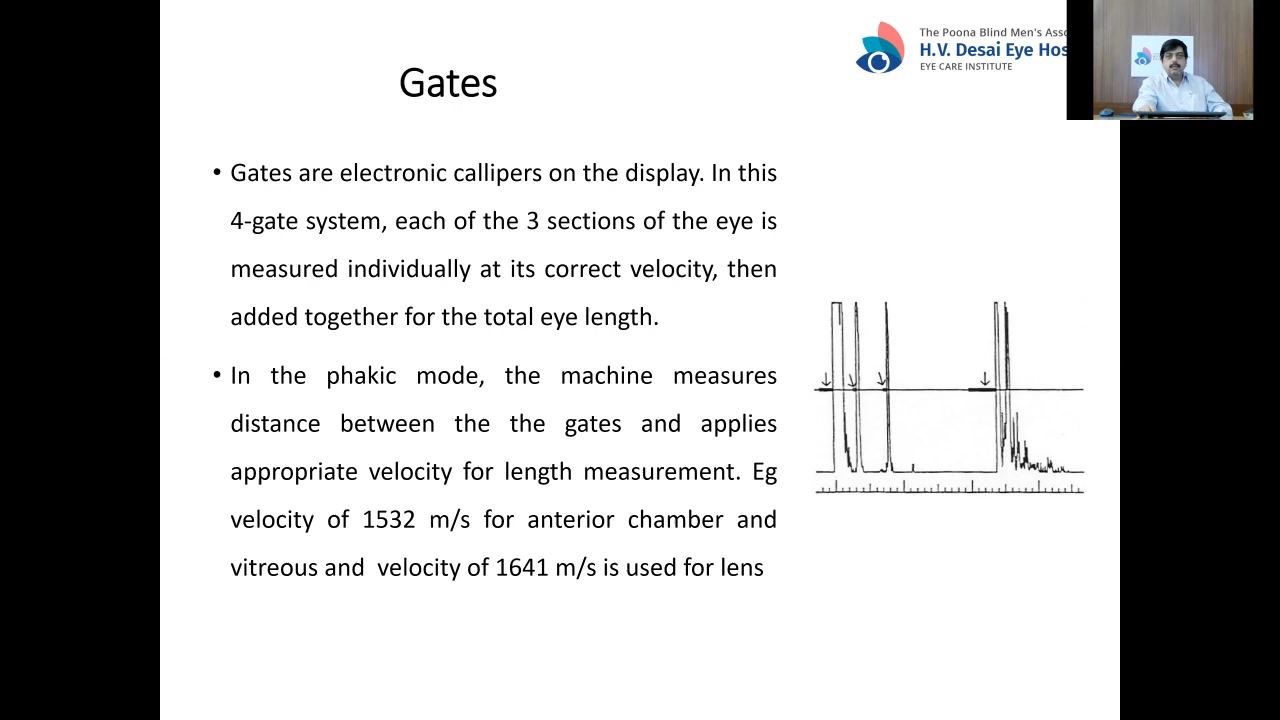 The Poona Blind Men's Asso
H.V. Desai Eye Hos
EYE CARE INSTITUTE
Gates
• Gates are electronic callipers on the display. In this
4-gate system, each of the 3 sections of the eye is
measured individually at its correct velocity, then
added together for the total eye length.
• In the phakic mode, the machine measures
distance between the the gates and applies
appropriate velocity for length measurement. Eg
velocity of 1532 m/s for anterior chamber and
vitreous and velocity of 1641 m/s is used for lens